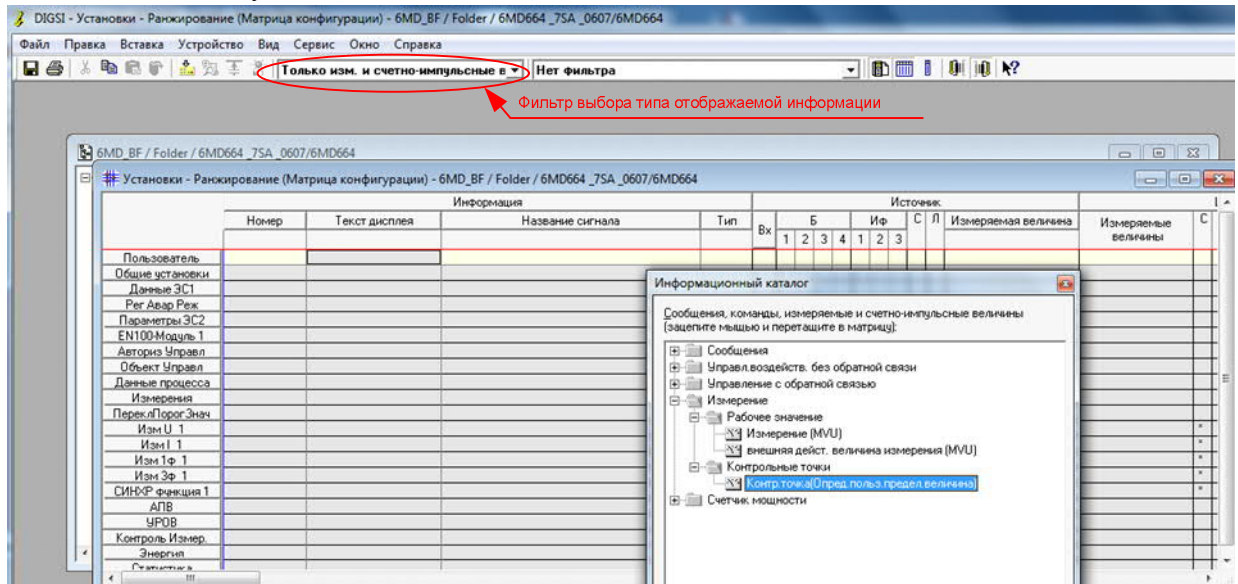 DIGSI - Установки - Ранжирование (Матрица конфигурации) - 6MD_BF / Folder / 6MD664 _7SA _0607/6MD664
Файл Правка Вставка Устройство Вид Сервис Окно Справка
Только изм. и счетно-импульсные в Нет фильтра
Фильтр выбора типа отображаемой информации
6MD_BF / Folder / 6MD664 _7SA _0607/6MD664
Установки - Ранжирование (Матрица конфигурации) - 6MD_BF / Folder / 6MD664 _7SA _0607/6MD664
Информация Источник
Номер Текст дисплея Название сигнала Тип Вх Б Иф С Л Измеряемая величина Измеряемые величины С
1 2 3 4 1 2 3
Пользователь
Общие установки
Данные ЭС1
Рег Авар Реж
Параметры ЭС2
EN100-Модуль 1
Авториз Управл
Объект Управл
Данные процесса
Измерения
ПереклПорогЗнач
Изм U 1
Изм I 1
Изм 1ф 1
Изм 3ф 1
СИНХР функция 1
АПВ
УРОВ
Контроль Измер.
Энергия
Статистика
Информационный каталог
Сообщения, команды, измеряемые и счетно-импульсные величины
(зацепите мышью и перетащите в матрицу):
Сообщения
Управл.воздейств. без обратной связи
Управление с обратной связью
Измерение
Рабочее значение
Измерение (MVU)
внешняя дейст. величина измерения (MVU)
Контрольные точки
Контр.точка(Опред.польз.предел.величина)
Счетчик мощности